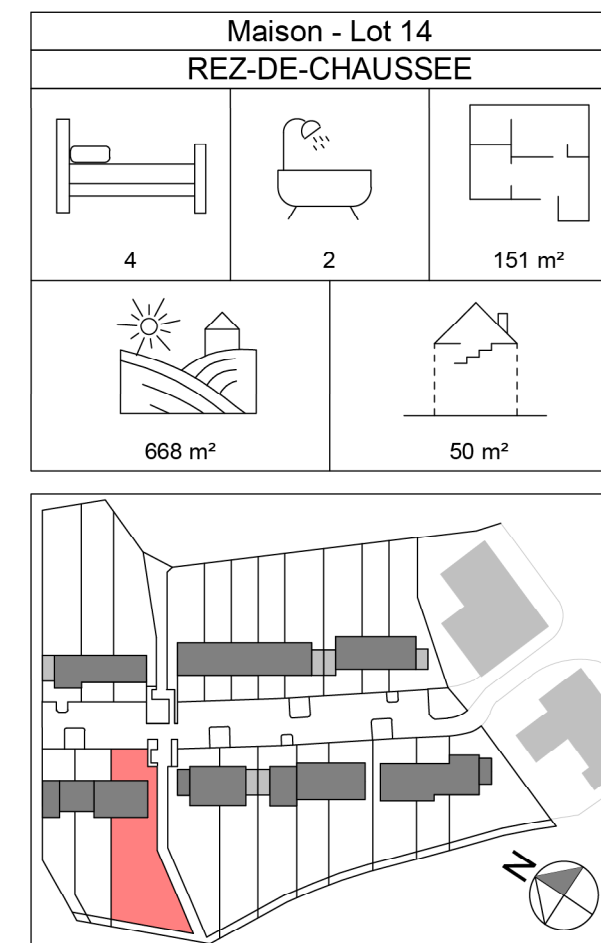 Maison - Lot 14
REZ-DE-CHAUSSEE
4 2 151 m²
668 m² 50 m²
N